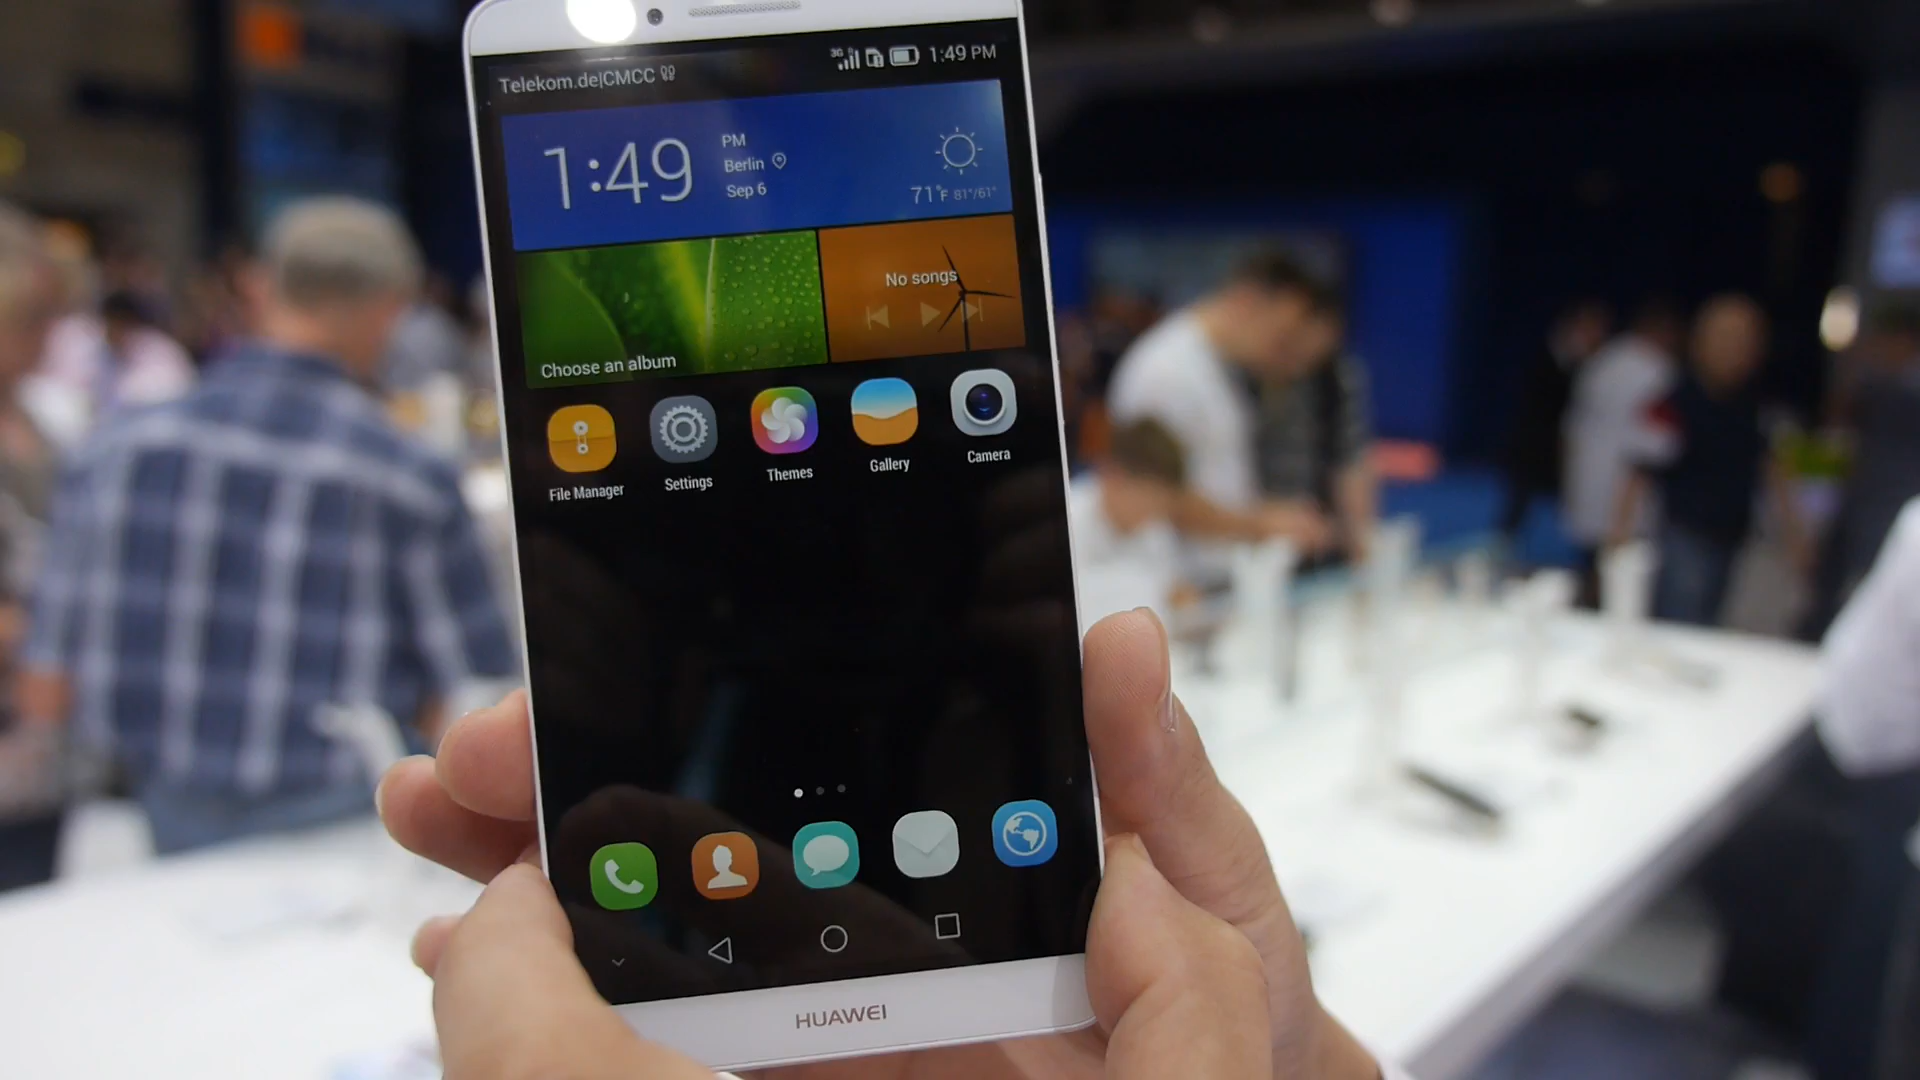 Telekom.de|CMCC
3G
1:49 PM
1:49
PM
Berlin
Sep 6
71°F 81°/61°
Choose an album
No songs
File Manager
Settings
Themes
Gallery
Camera
HUAWEI